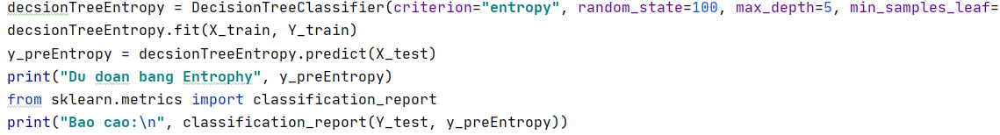 decsionTreeEntropy = DecisionTreeClassifier(criterion="entropy", random_state=100, max_depth=5, min_samples_leaf=
decsionTreeEntropy.fit(X_train, Y_train)
y_preEntropy = decsionTreeEntropy.predict(X_test)
print("Du doan bang Entrophy", y_preEntropy)
from sklearn.metrics import classification_report
print("Bao cao:\n", classification_report(Y_test, y_preEntropy))